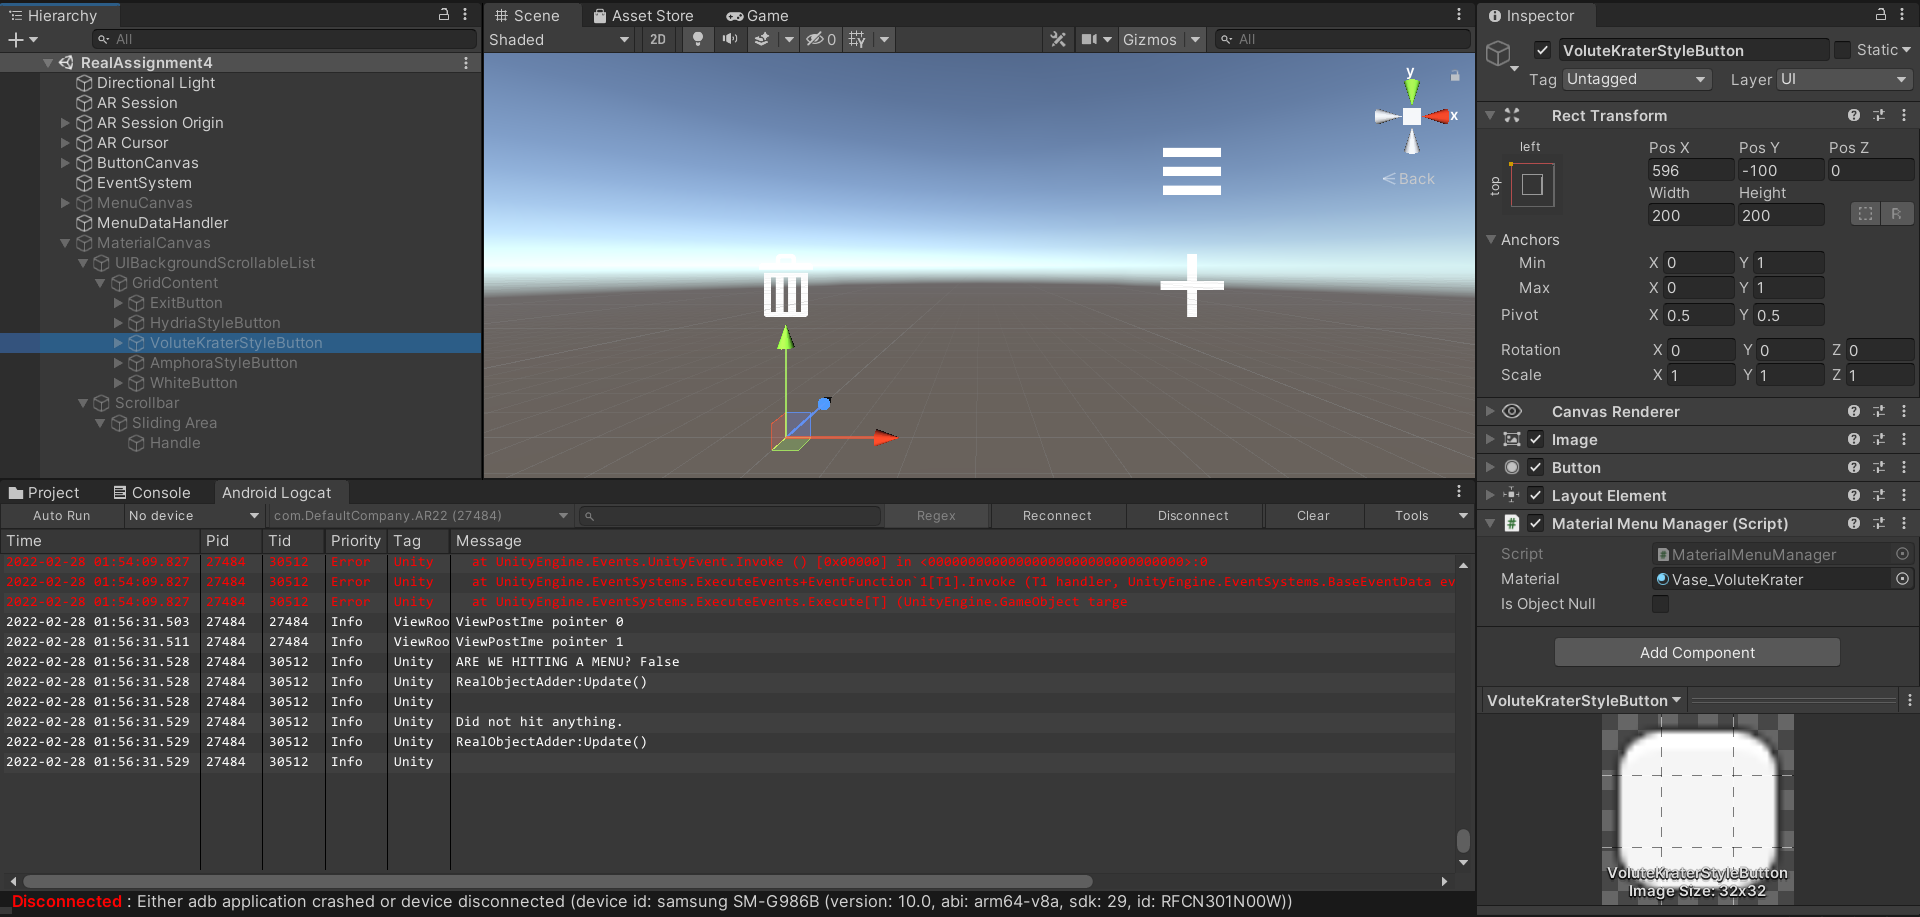 Hierarchy
All
RealAssignment4
Directional Light
AR Session
AR Session Origin
AR Cursor
ButtonCanvas
EventSystem
MenuCanvas
MenuDataHandler
MaterialCanvas
UIBackgroundScrollableList
GridContent
ExitButton
HydriaStyleButton
VoluteKraterStyleButton
AmphoraStyleButton
WhiteButton
Scrollbar
Sliding Area
Handle
Scene Asset Store Game
Shaded 2D 0 Gizmos All
y
x
Back
Project Console Android Logcat
Auto Run No device com.DefaultCompany.AR22 (27484) Regex Reconnect Disconnect Clear Tools
Time Pid Tid Priority Tag Message
2022-02-28 01:54:09.827 27484 30512 Error Unity at UnityEngine.Events.UnityEvent.Invoke () [0x00000] in <00000000000000000000000000000000>:0
2022-02-28 01:54:09.827 27484 30512 Error Unity at UnityEngine.EventSystems.ExecuteEvents+EventFunction`1[T1].Invoke (T1 handler, UnityEngine.EventSystems.BaseEventData ev
2022-02-28 01:54:09.827 27484 30512 Error Unity at UnityEngine.EventSystems.ExecuteEvents.Execute[T] (UnityEngine.GameObject targe
2022-02-28 01:56:31.503 27484 27484 Info ViewRoo ViewPostIme pointer 0
2022-02-28 01:56:31.511 27484 27484 Info ViewRoo ViewPostIme pointer 1
2022-02-28 01:56:31.528 27484 30512 Info Unity ARE WE HITTING A MENU? False
2022-02-28 01:56:31.528 27484 30512 Info Unity RealObjectAdder:Update()
2022-02-28 01:56:31.528 27484 30512 Info Unity
2022-02-28 01:56:31.529 27484 30512 Info Unity Did not hit anything.
2022-02-28 01:56:31.529 27484 30512 Info Unity RealObjectAdder:Update()
2022-02-28 01:56:31.529 27484 30512 Info Unity
Disconnected : Either adb application crashed or device disconnected (device id: samsung SM-G986B (version: 10.0, abi: arm64-v8a, sdk: 29, id: RFCN301N00W))
Inspector
VoluteKraterStyleButton Static
Tag Untagged Layer UI
Rect Transform
left
top
Pos X Pos Y Pos Z
596 -100 0
Width Height
200 200 R
Anchors
Min X 0 Y 1
Max X 0 Y 1
Pivot X 0.5 Y 0.5
Rotation X 0 Y 0 Z 0
Scale X 1 Y 1 Z 1
Canvas Renderer
Image
Button
Layout Element
Material Menu Manager (Script)
Script MaterialMenuManager
Material Vase_VoluteKrater
Is Object Null
Add Component
VoluteKraterStyleButton
VoluteKraterStyleButton
Image Size: 32x32